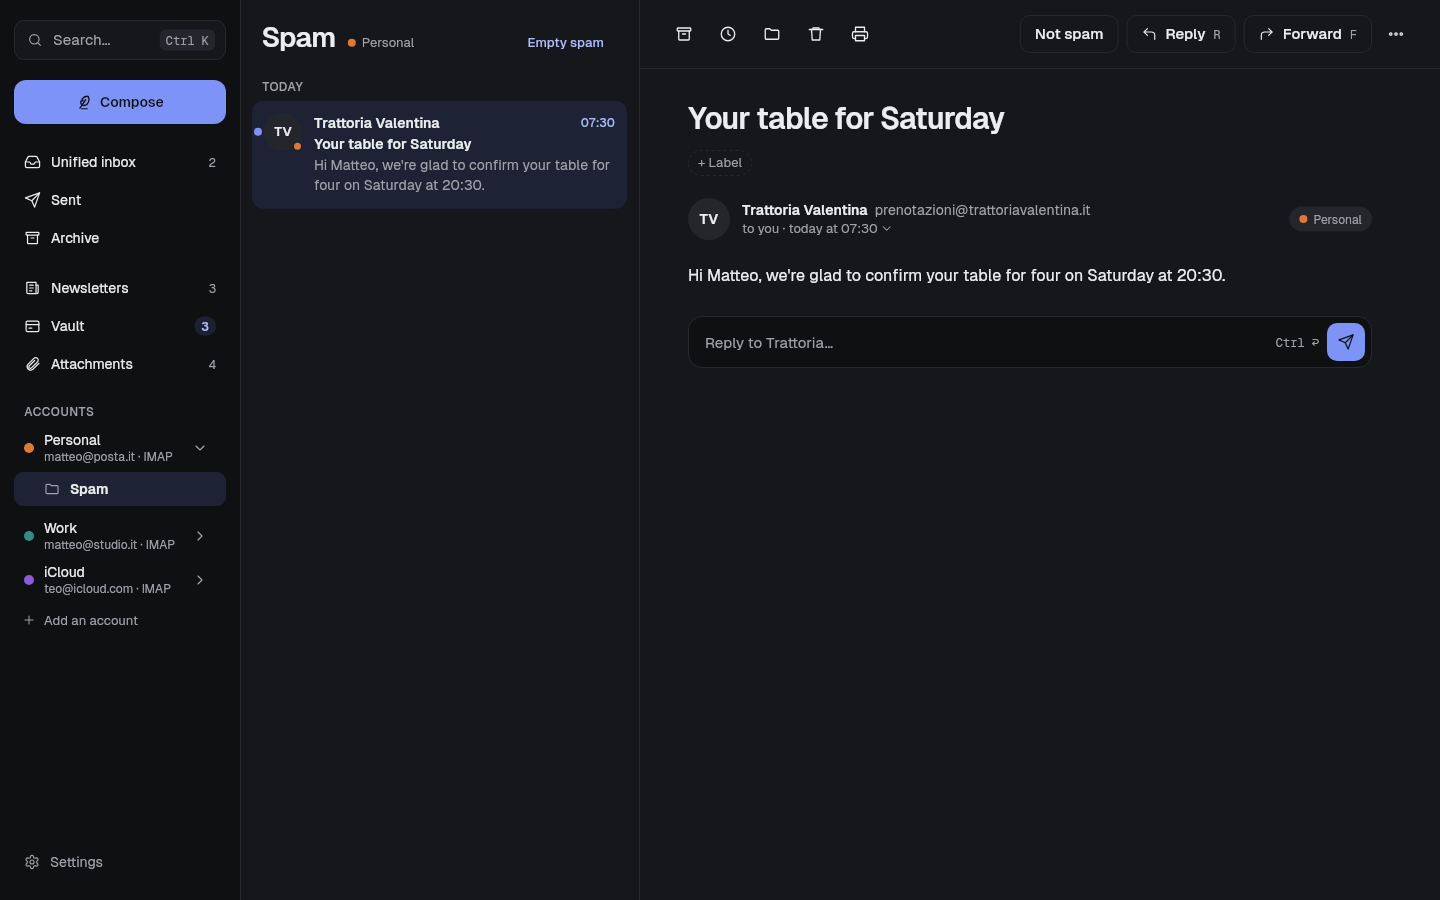 Search...
Ctrl K
Compose
Unified inbox 2
Sent
Archive
Newsletters 3
Vault 3
Attachments 4
ACCOUNTS
Personal
matteo@posta.it · IMAP
Spam
Work
matteo@studio.it · IMAP
iCloud
teo@icloud.com · IMAP
+ Add an account
Settings
Spam
Personal
Empty spam
TODAY
TV
Trattoria Valentina 07:30
Your table for Saturday
Hi Matteo, we're glad to confirm your table for
four on Saturday at 20:30.
Not spam
Reply R
Forward F
Your table for Saturday
+ Label
TV
Trattoria Valentina prenotazioni@trattoriavalentina.it
to you · today at 07:30
Personal
Hi Matteo, we're glad to confirm your table for four on Saturday at 20:30.
Reply to Trattoria...
Ctrl ⮐